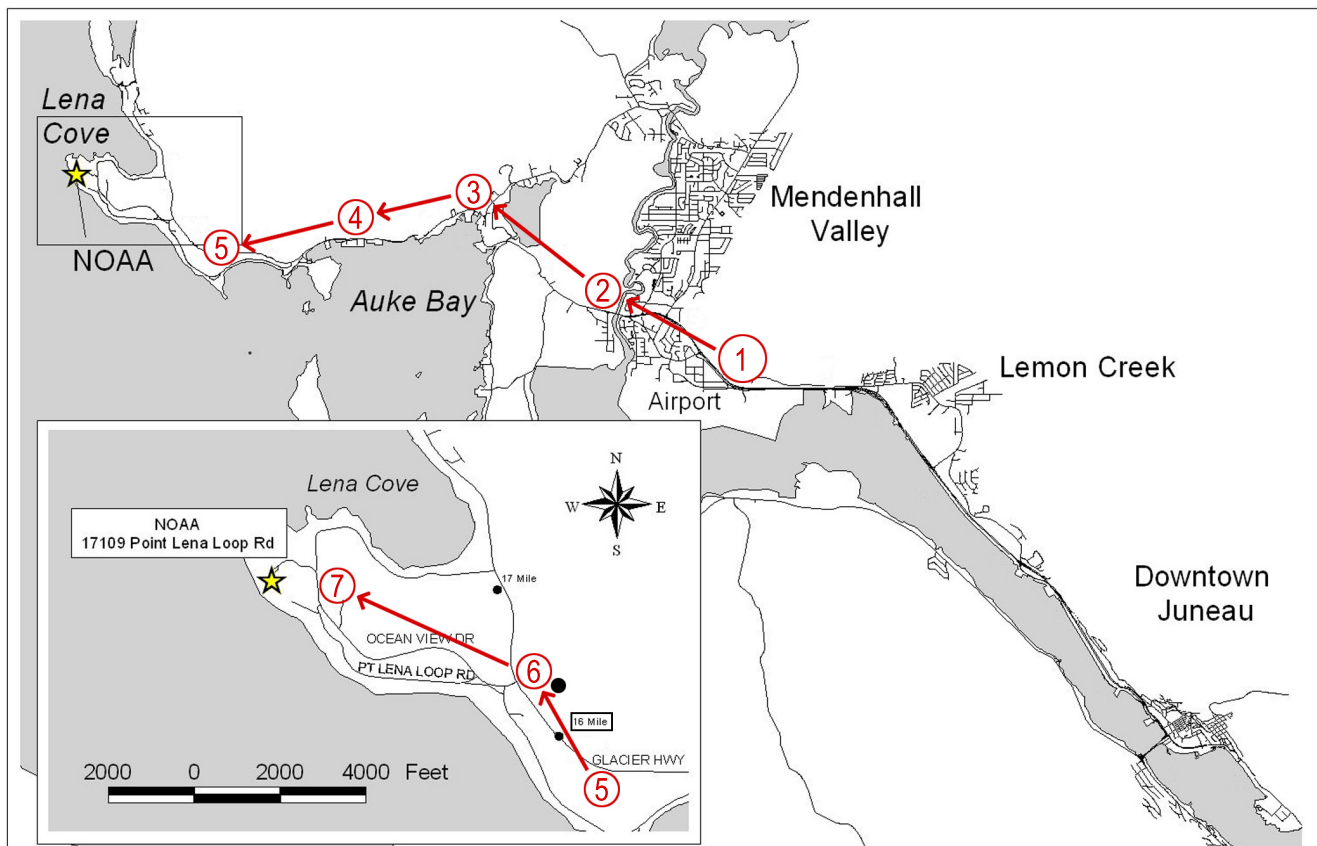 Lena
Cove
3
4
5
NOAA
2
Mendenhall
Valley
Auke Bay
1
Lemon Creek
Airport
Downtown
Juneau
Lena Cove
N
W E
S
NOAA
17109 Point Lena Loop Rd
17 Mile
7
OCEAN VIEW DR
PT LENA LOOP RD
6
16 Mile
GLACIER HWY
5
2000 0 2000 4000 Feet